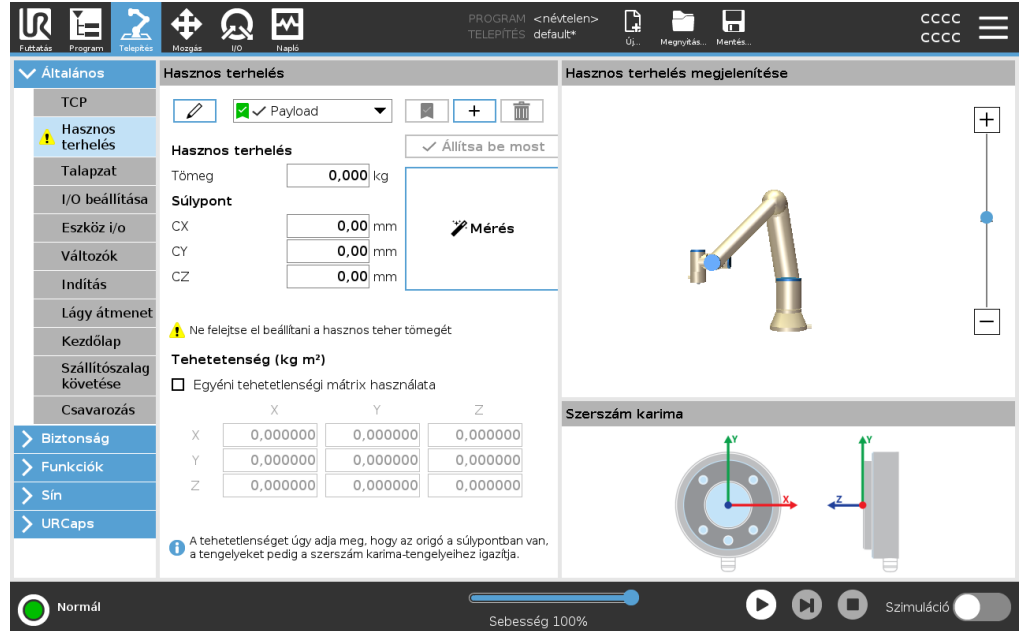 Futtatás
Program
Telepítés
Mozgás
I/O
Napló
PROGRAM <névtelen>
TELEPÍTÉS default*
Új...
Megnyitás...
Mentés...
CCCC
CCCC
Általános
TCP
Hasznos
terhelés
Talapzat
I/O beállítása
Eszköz i/o
Változók
Indítás
Lágy átmenet
Kezdőlap
Szállítószalag
követése
Csavarozás
Biztonság
Funkciók
Sín
URCaps
Hasznos terhelés
Payload
Állítsa be most
Hasznos terhelés
Tömeg 0,000 kg
Súlypont
CX 0,00 mm
CY 0,00 mm
CZ 0,00 mm
Mérés
Ne felejtse el beállítani a hasznos teher tömegét
Tehetetenség (kg m²)
Egyéni tehetetlenségi mátrix használata
X Y Z
X 0,000000 0,000000 0,000000
Y 0,000000 0,000000 0,000000
Z 0,000000 0,000000 0,000000
A tehetetlenséget úgy adja meg, hogy az origó a súlypontban van,
a tengelyeket pedig a szerszám karima-tengelyeihez igazítja.
Hasznos terhelés megjelenítése
Szerszám karima
Y
X
Y
Z
Normál
Sebesség 100%
Szimuláció